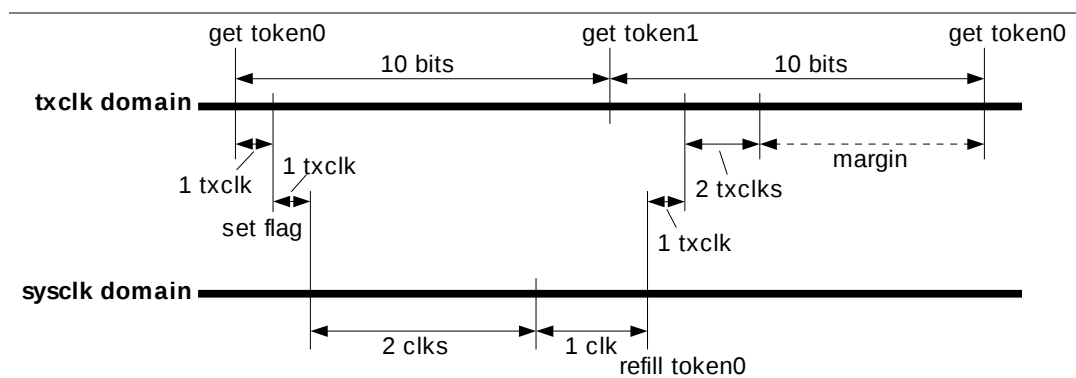 get token0
get token1
get token0
10 bits
10 bits
txclk domain
1 txclk
1 txclk
2 txclks
margin
set flag
1 txclk
sysclk domain
2 clks
1 clk
refill token0